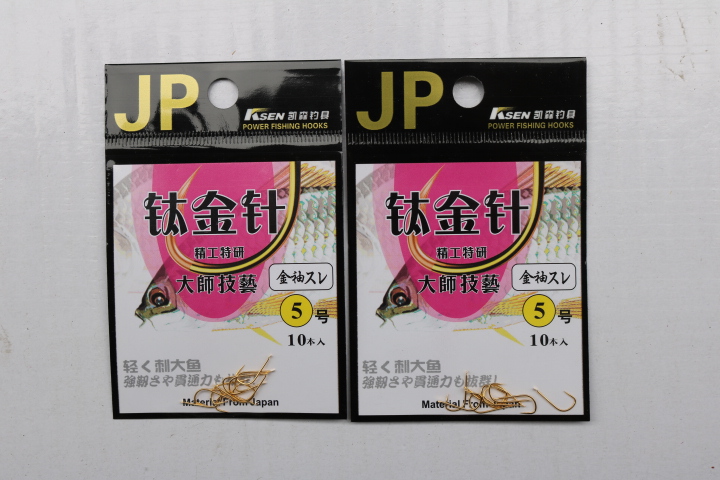 JP
KSEN 凯森钓具
POWER FISHING HOOKS
钛金针
精工特研
大師技藝
金袖スレ
5号
10本入
轻く刺大鱼
強靭さや貫通力も
Material From Japan
JP
KSEN 凯森钓具
POWER FISHING HOOKS
钛金针
精工特研
大師技藝
金袖スレ
5号
10本入
轻く刺大鱼
強靭さや貫通力も抜群!
Material From Japan